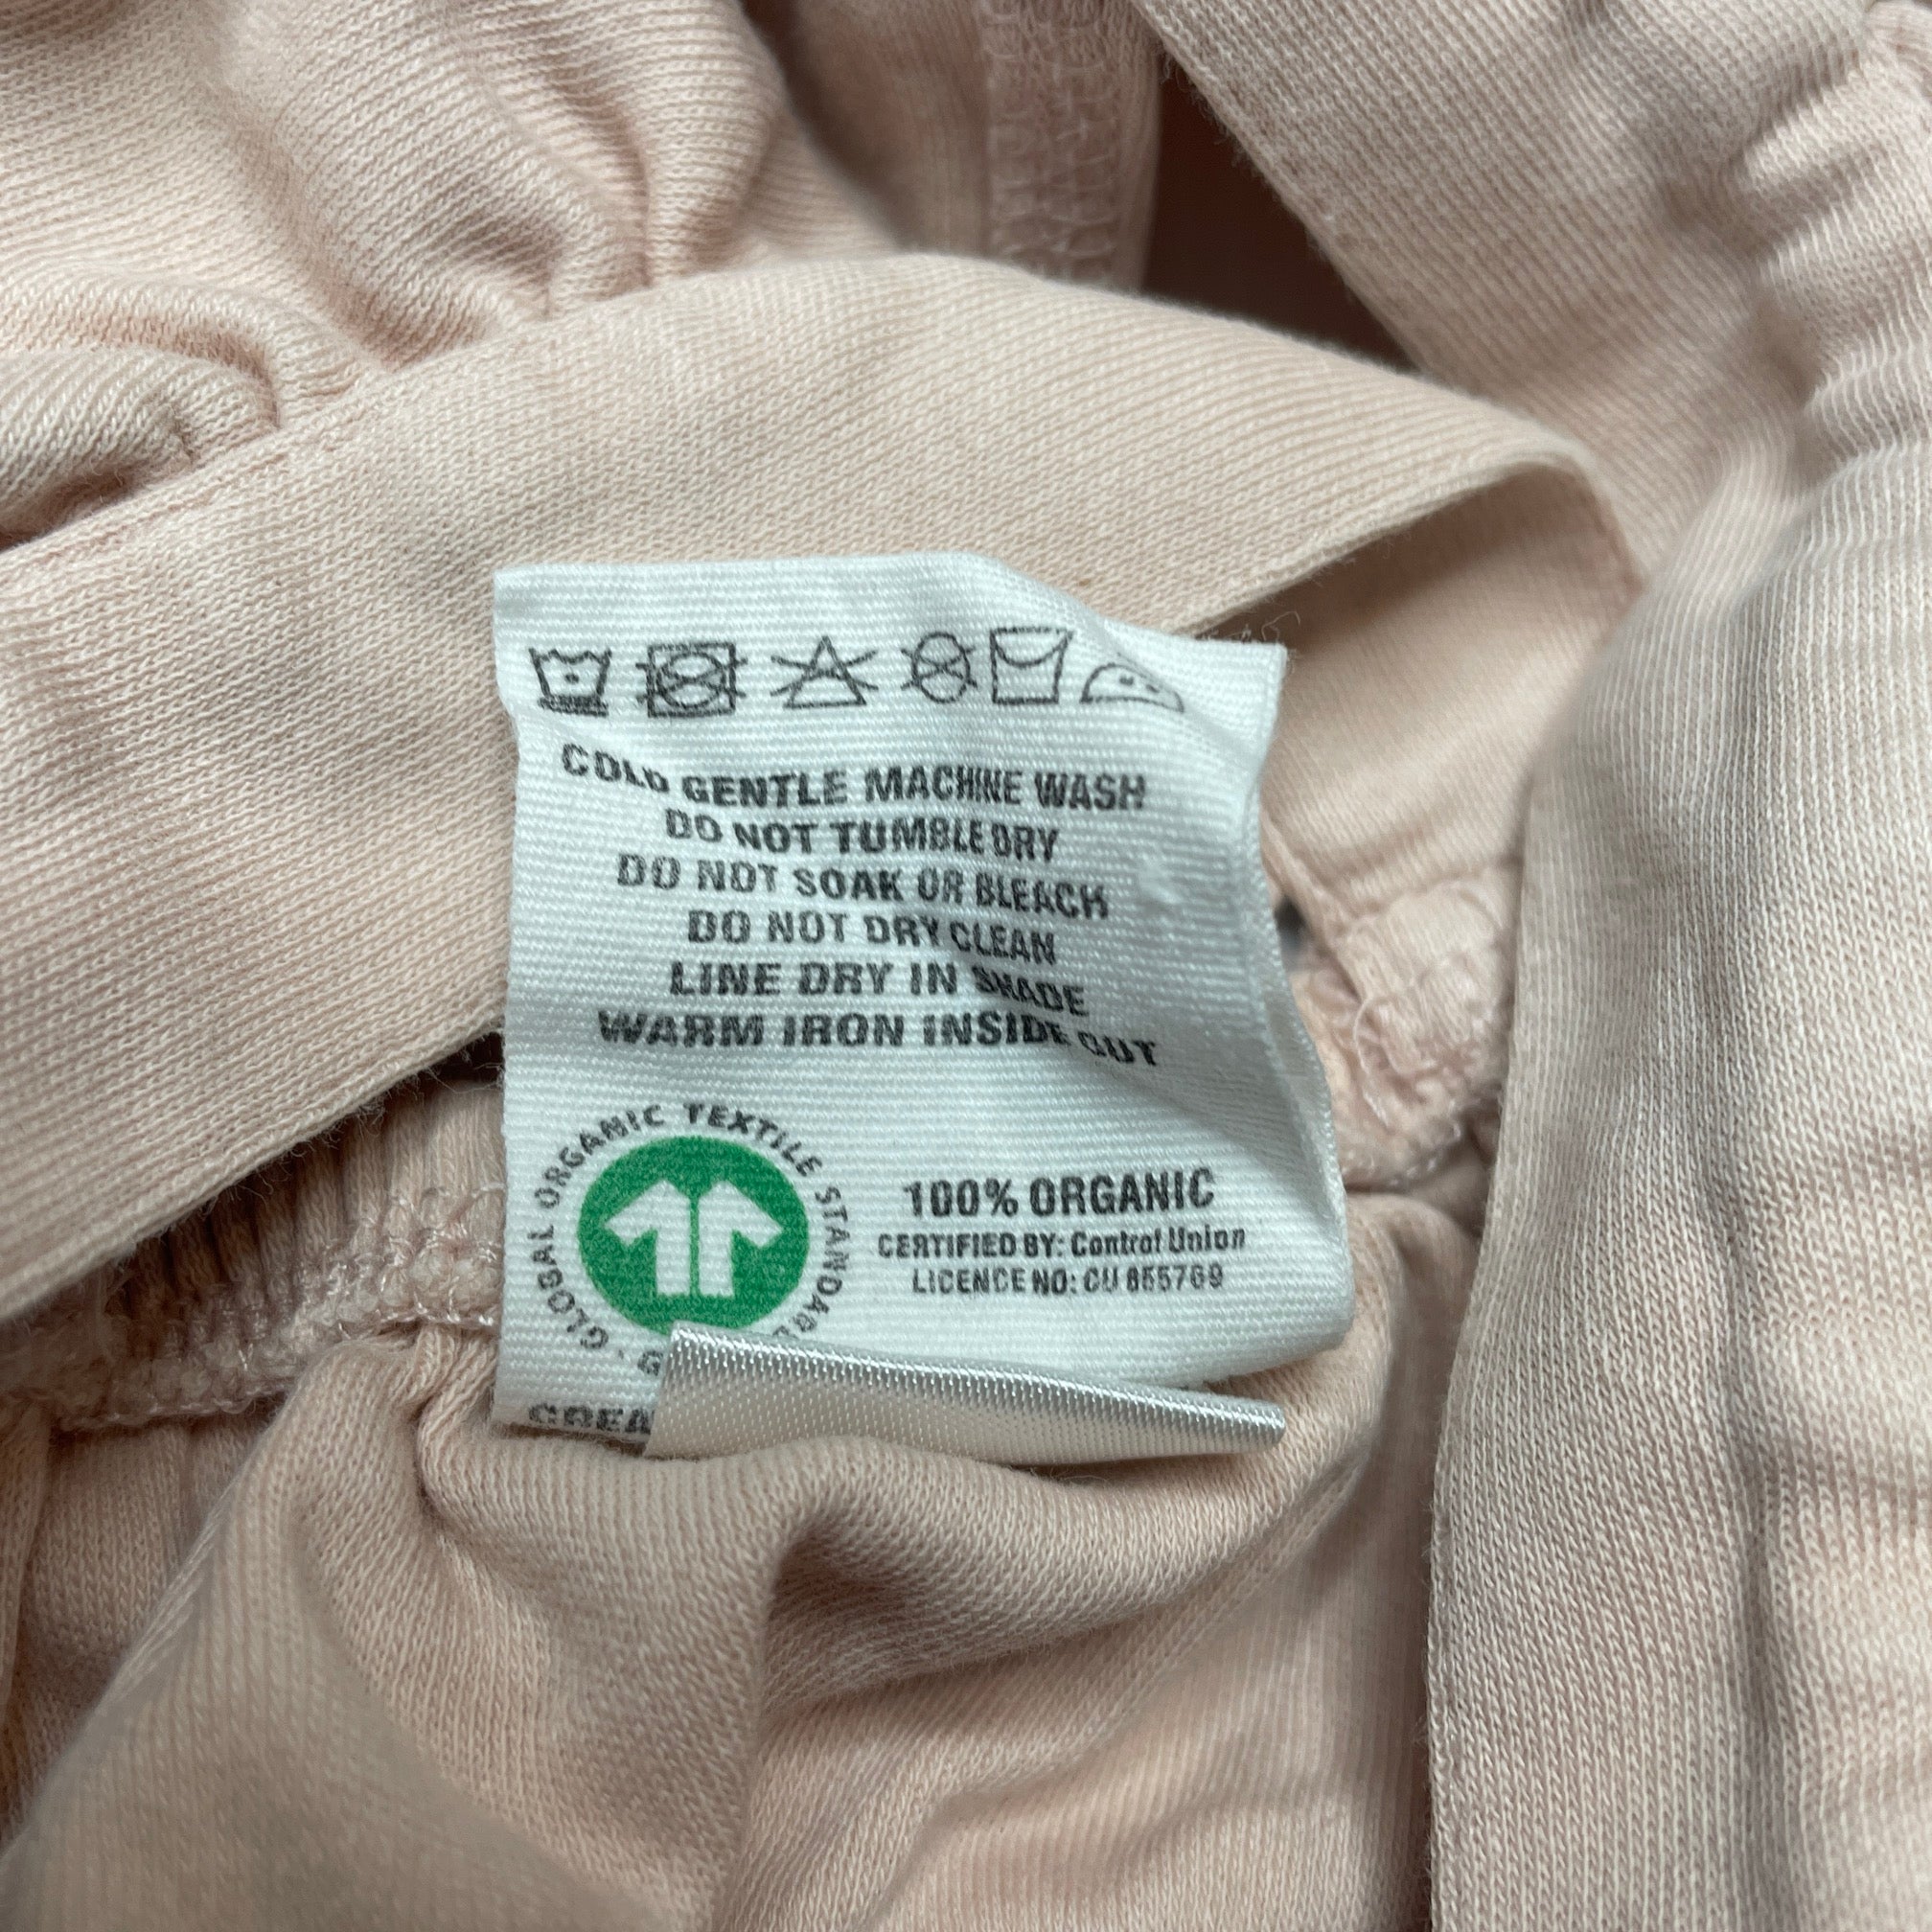 COLD GENTLE MACHINE WASH
DO NOT TUMBLE DRY
DO NOT SOAK OR BLEACH
DO NOT DRY CLEAN
LINE DRY IN SHADE
WARM IRON INSIDE OUT
GLOBAL ORGANIC TEXTILE STANDARD
100% ORGANIC
CERTIFIED BY: Control Union
LICENCE NO: CU 855769